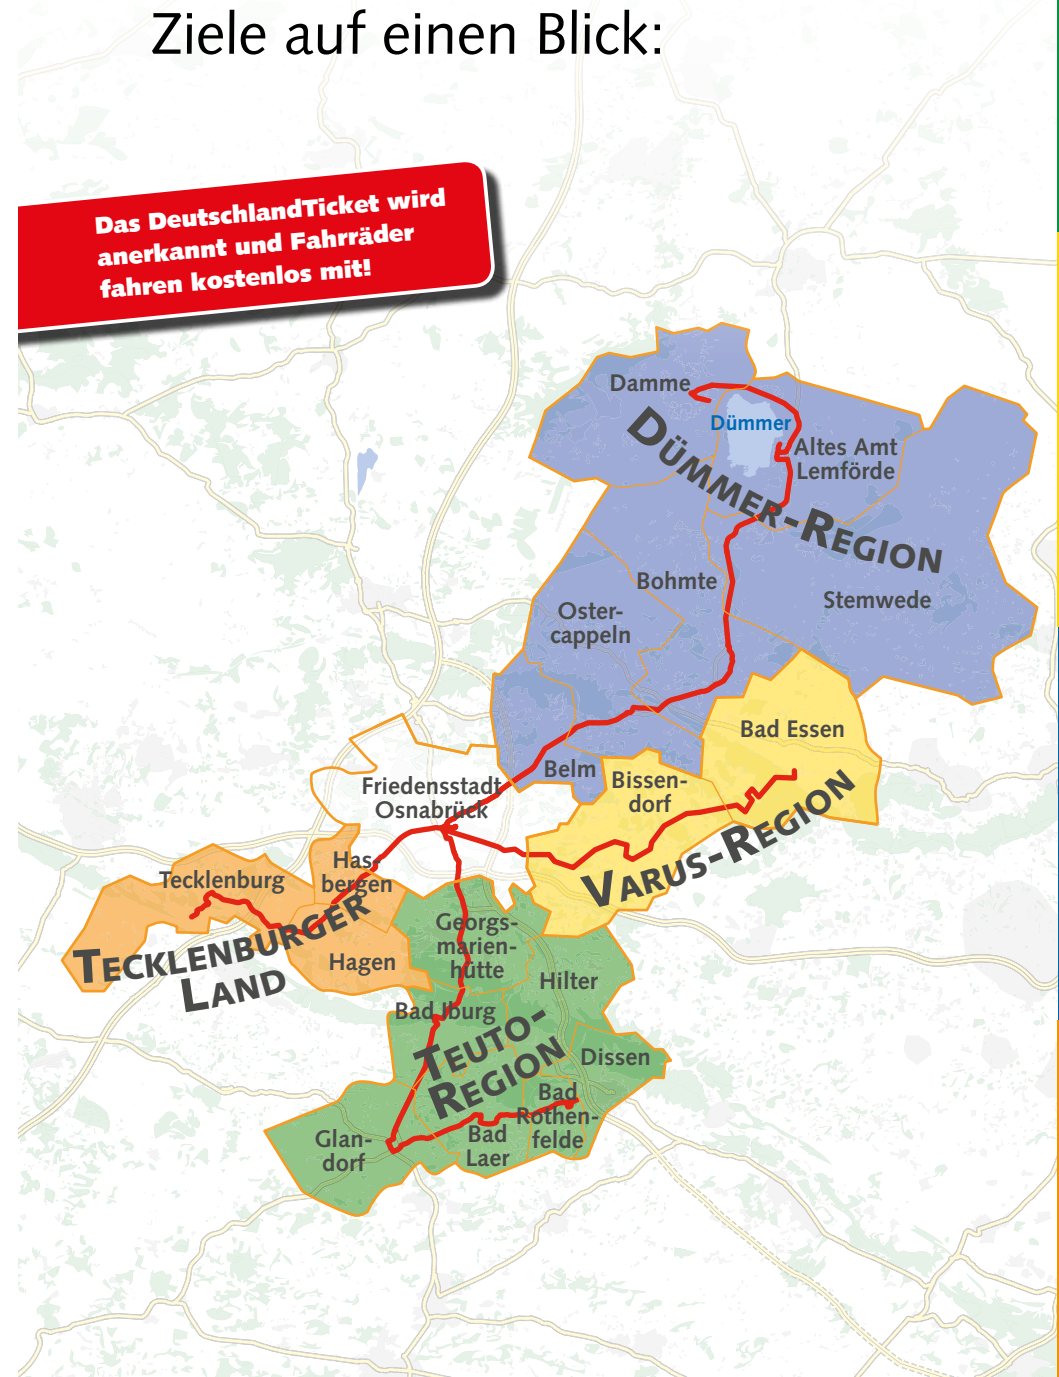 Ziele auf einen Blick:
Das DeutschlandTicket wird
anerkannt und Fahrräder
fahren kostenlos mit!
Damme
Dümmer
Altes Amt
Lemförde
DÜMMER-REGION
Bohmte
Stemwede
Oster-
cappeln
Bad Essen
Belm
Bissen-
dorf
Friedensstadt
Osnabrück
VARUS-REGION
Has-
bergen
Tecklenburg
TECKLENBURGER
LAND
Hagen
Georgs-
marien-
hütte
Hilter
Bad Iburg
TEUTO-
REGION
Dissen
Bad
Rothen-
felde
Glan-
dorf
Bad
Laer